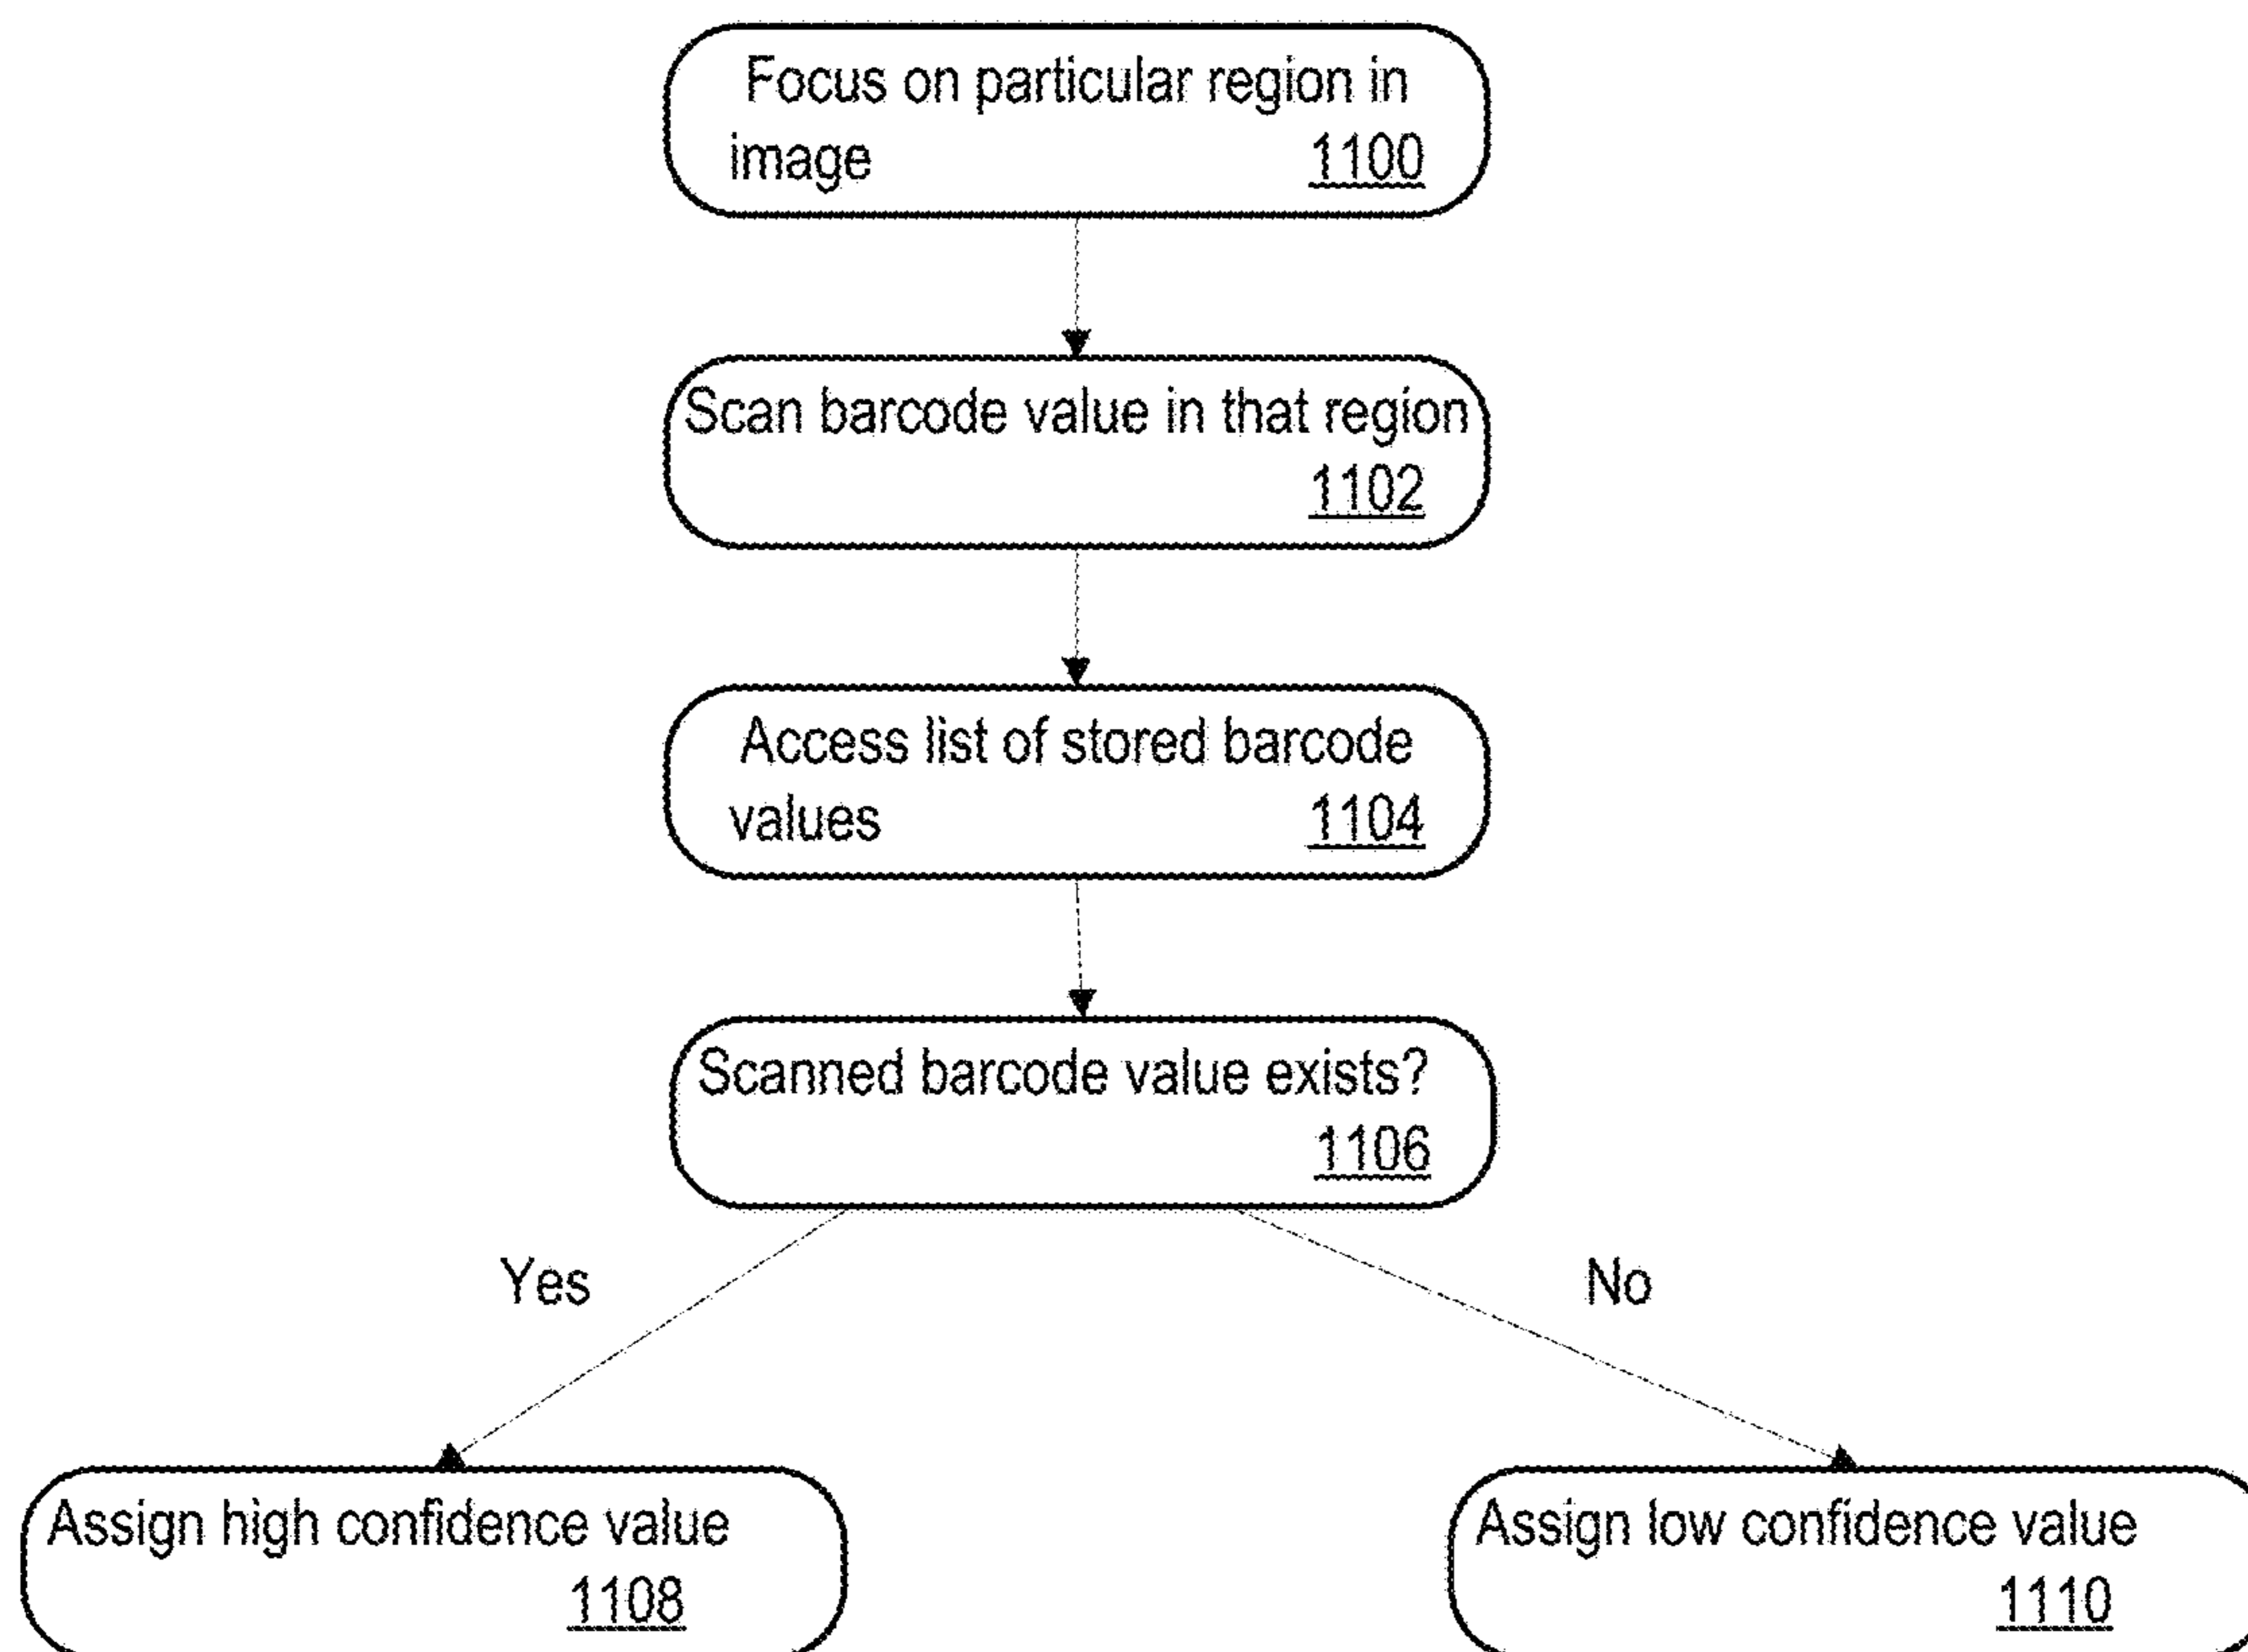 Focus on particular region in
image 1100
Scan barcode value in that region
1102
Access list of stored barcode
values 1104
Scanned barcode value exists?
1106
Yes
No
Assign high confidence value
1108
Assign low confidence value
1110